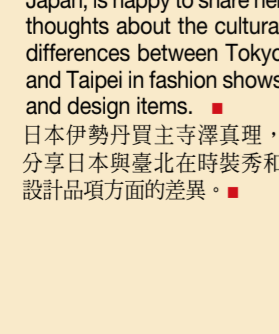 Japan, is happy to share her
thoughts about the cultural
differences between Tokyo
and Taipei in fashion shows
and design items. ■
日本伊勢丹買主寺澤真理，
分享日本與臺北在時裝秀和
設計品項方面的差異。■